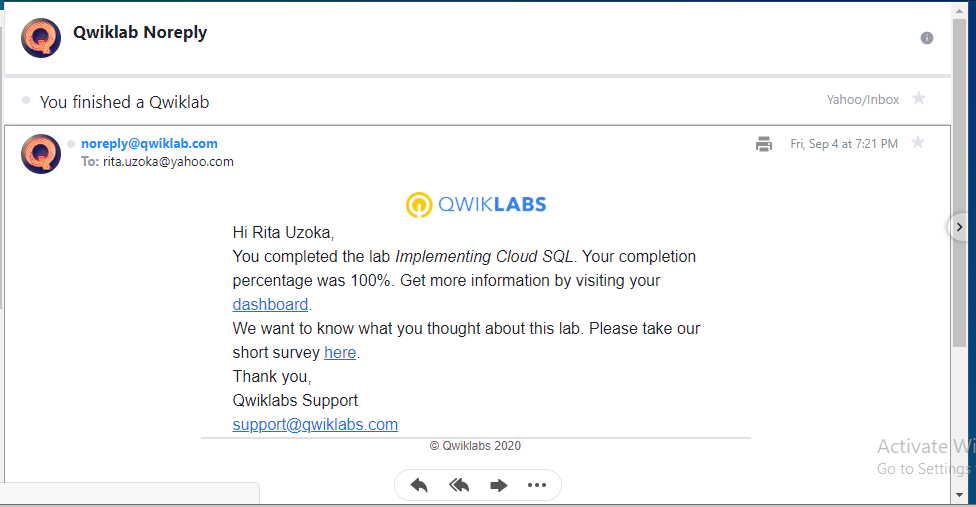 Qwiklab Noreply
You finished a Qwiklab
Yahoo/Inbox
noreply@qwiklab.com
Fri, Sep 4 at 7:21 PM
To: rita.uzoka@yahoo.com
QWIKLABS
Hi Rita Uzoka,
You completed the lab Implementing Cloud SQL. Your completion
percentage was 100%. Get more information by visiting your
dashboard.
We want to know what you thought about this lab. Please take our
short survey here.
Thank you,
Qwiklabs Support
support@qwiklabs.com
© Qwiklabs 2020
Activate Wi
Go to Settings